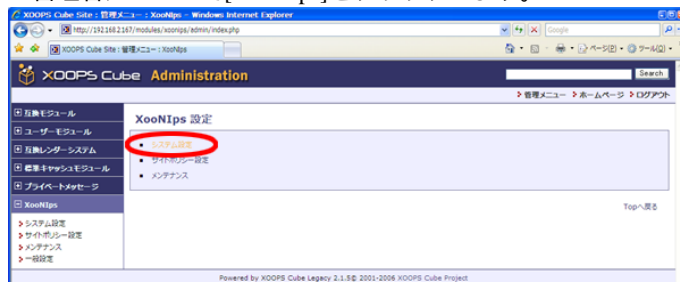 XOOPS Cube Site : 管理メニュー : XooNIps - Windows Internet Explorer
http://192.168.2.167/modules/xoonips/admin/index.php
Google
XOOPS Cube Site : 管理メニュー : XooNIps
ページ(P)
ツール(O)
XOOPS Cube Administration
Search
管理メニュー ホームページ ログアウト
互換モジュール
ユーザーモジュール
互換レンダーシステム
標準キャッシュモジュール
プライベートメッセージ
XooNIps
システム設定
サイトポリシー設定
メンテナンス
一般設定
XooNIps 設定
システム設定
サイトポリシー設定
メンテナンス
Topへ戻る
Powered by XOOPS Cube Legacy 2.1.5© 2001-2006 XOOPS Cube Project